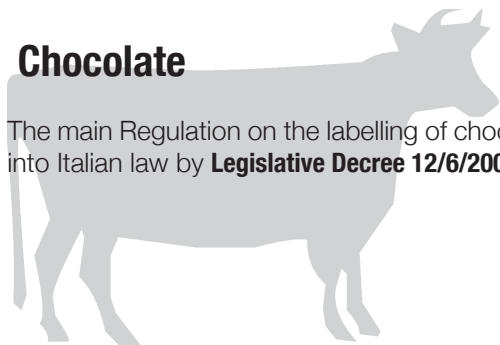 Chocolate
The main Regulation on the labelling of choc
into Italian law by Legislative Decree 12/6/200